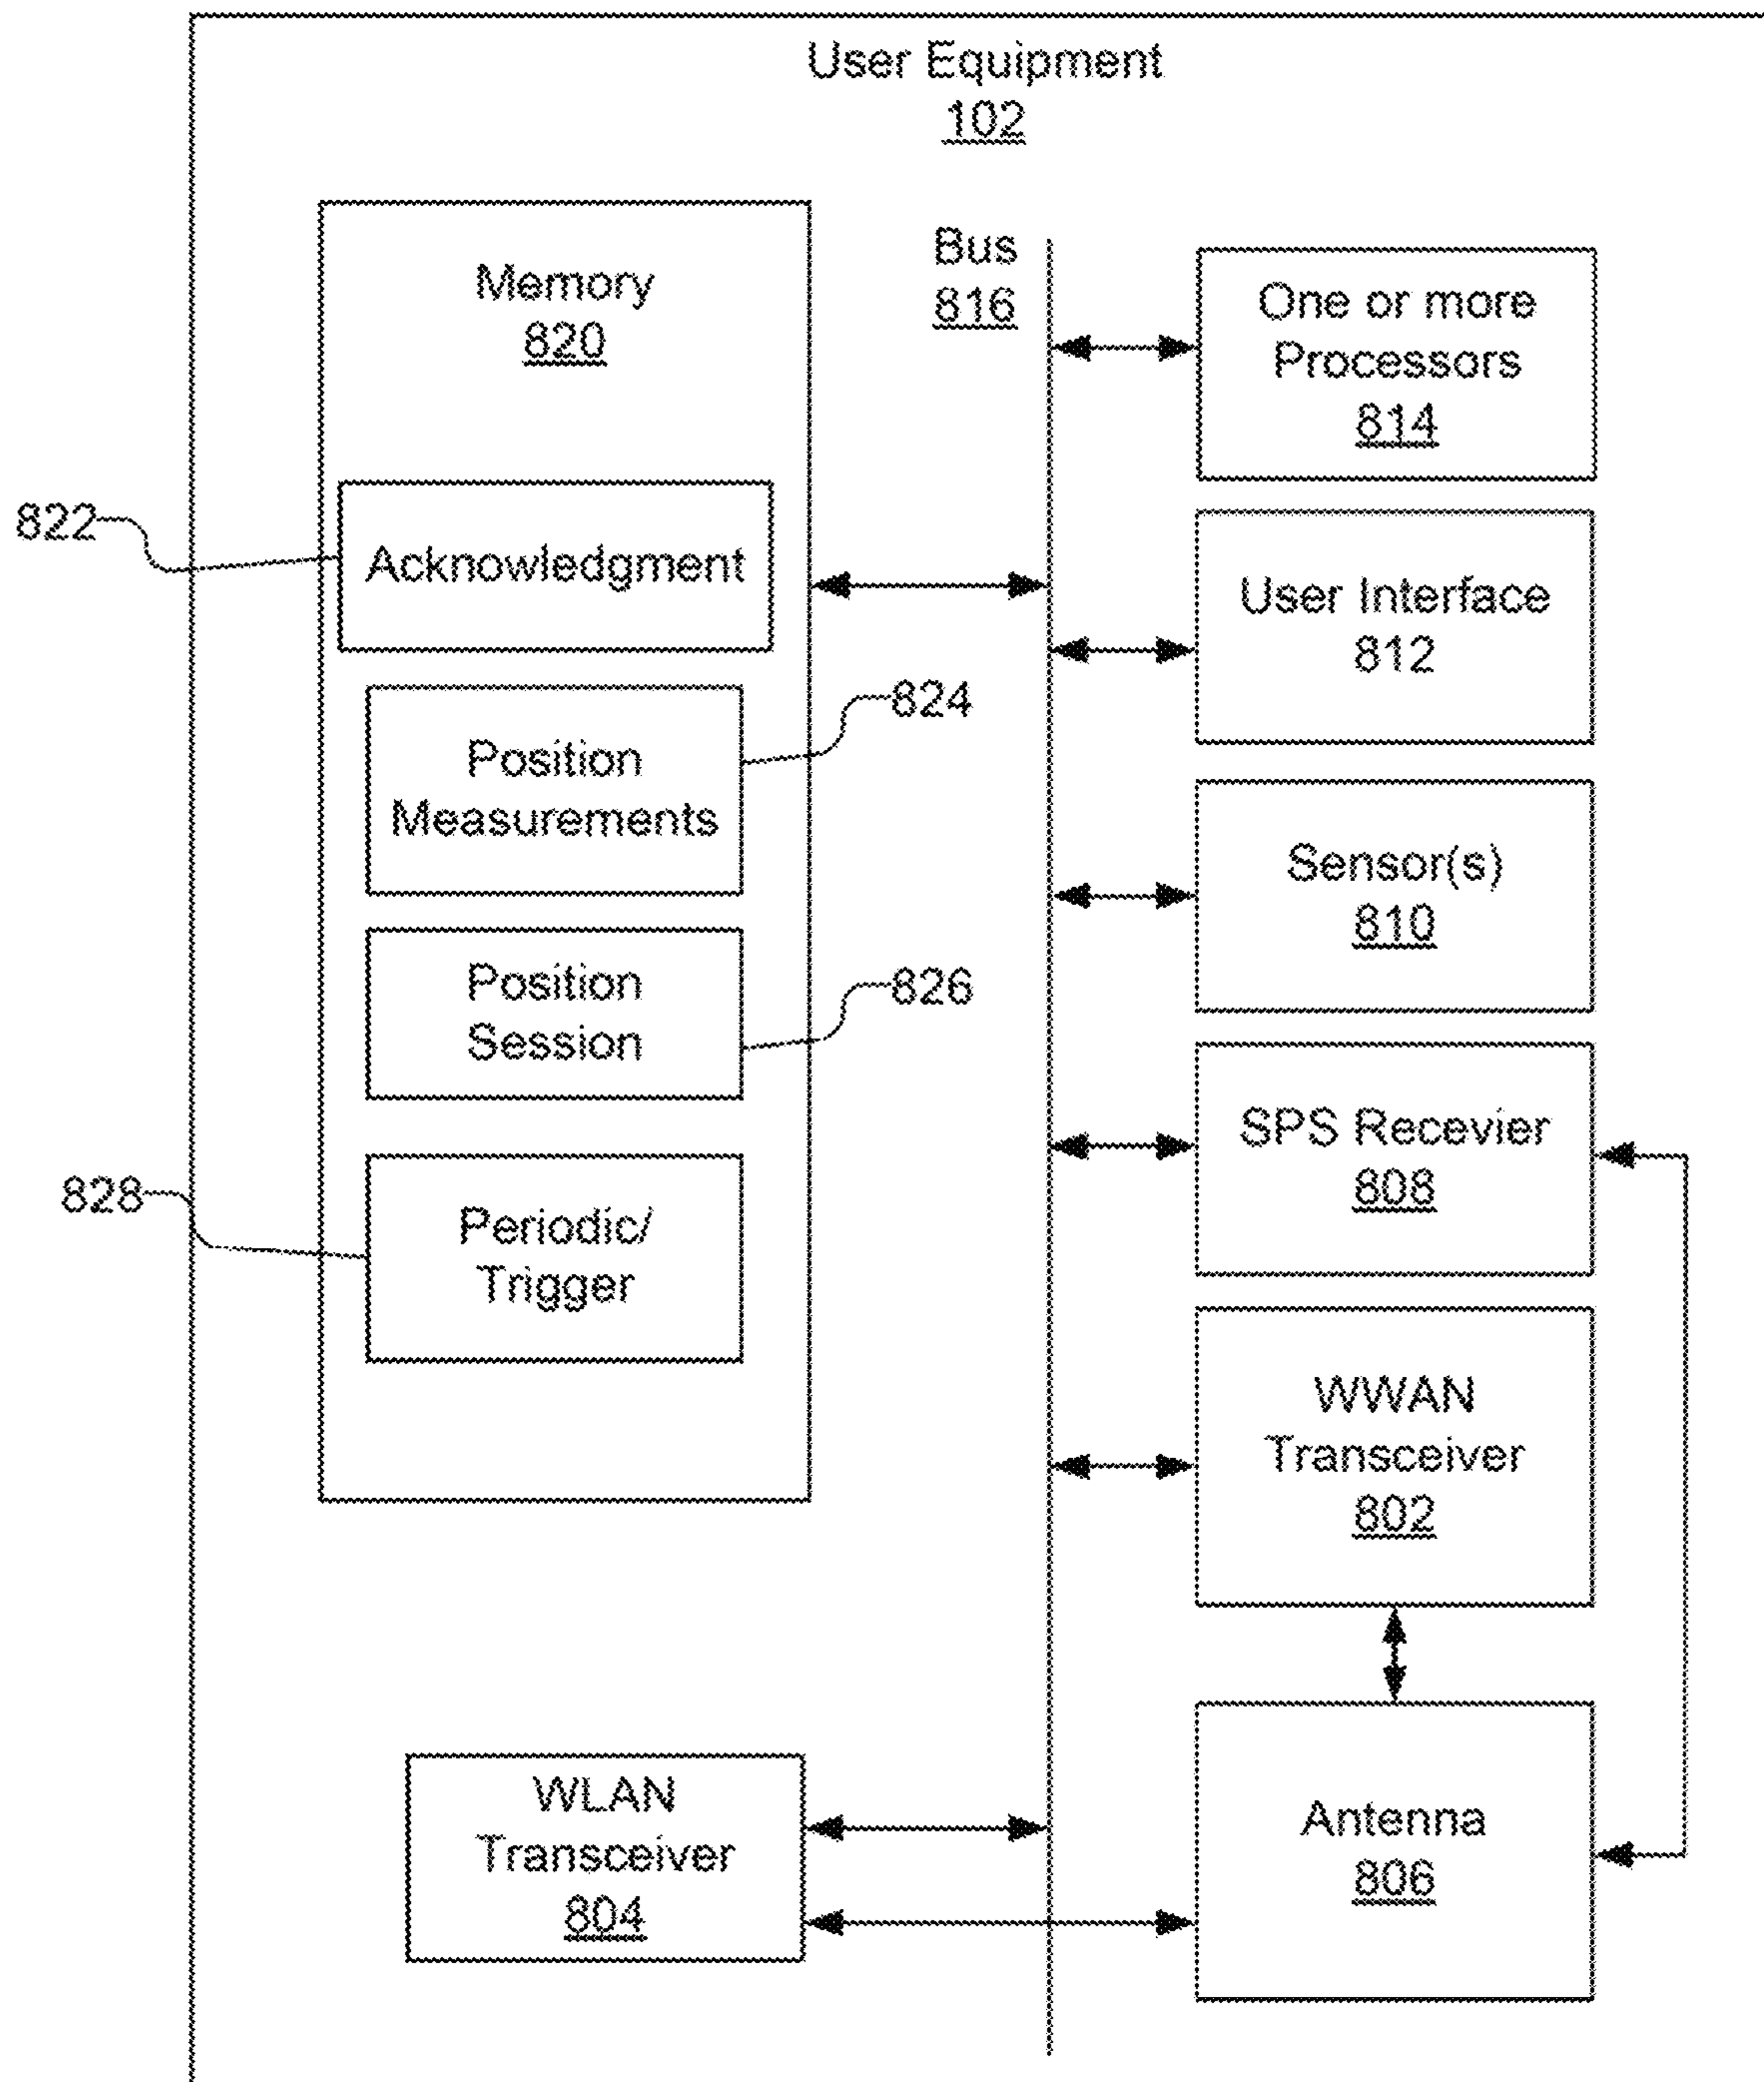 User Equipment
102
Memory
820
Bus
816
One or more
Processors
814
822
Acknowledgment
User Interface
812
824
Position
Measurements
Sensor(s)
810
Position
Session
826
SPS Recevier
808
828
Periodic/
Trigger
WWAN
Transceiver
802
WLAN
Transceiver
804
Antenna
806